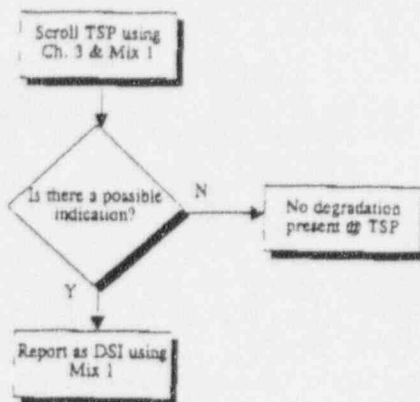 Scroll TSP using
Ch. 3 & Mix 1
Is there a possible
indication?
N
No degradation
present @ TSP
Y
Report as DSI using
Mix 1